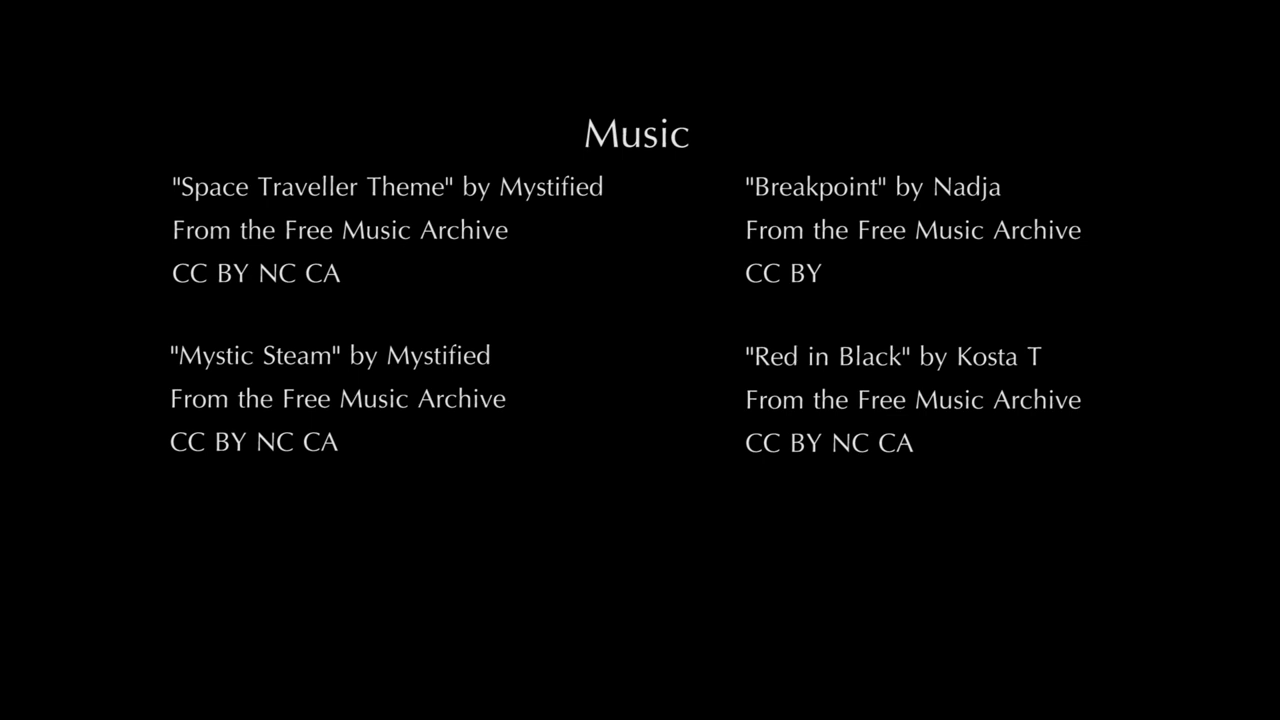 Music
"Space Traveller Theme" by Mystified
From the Free Music Archive
CC BY NC CA
"Mystic Steam" by Mystified
From the Free Music Archive
CC BY NC CA
"Breakpoint" by Nadja
From the Free Music Archive
CC BY
"Red in Black" by Kosta T
From the Free Music Archive
CC BY NC CA